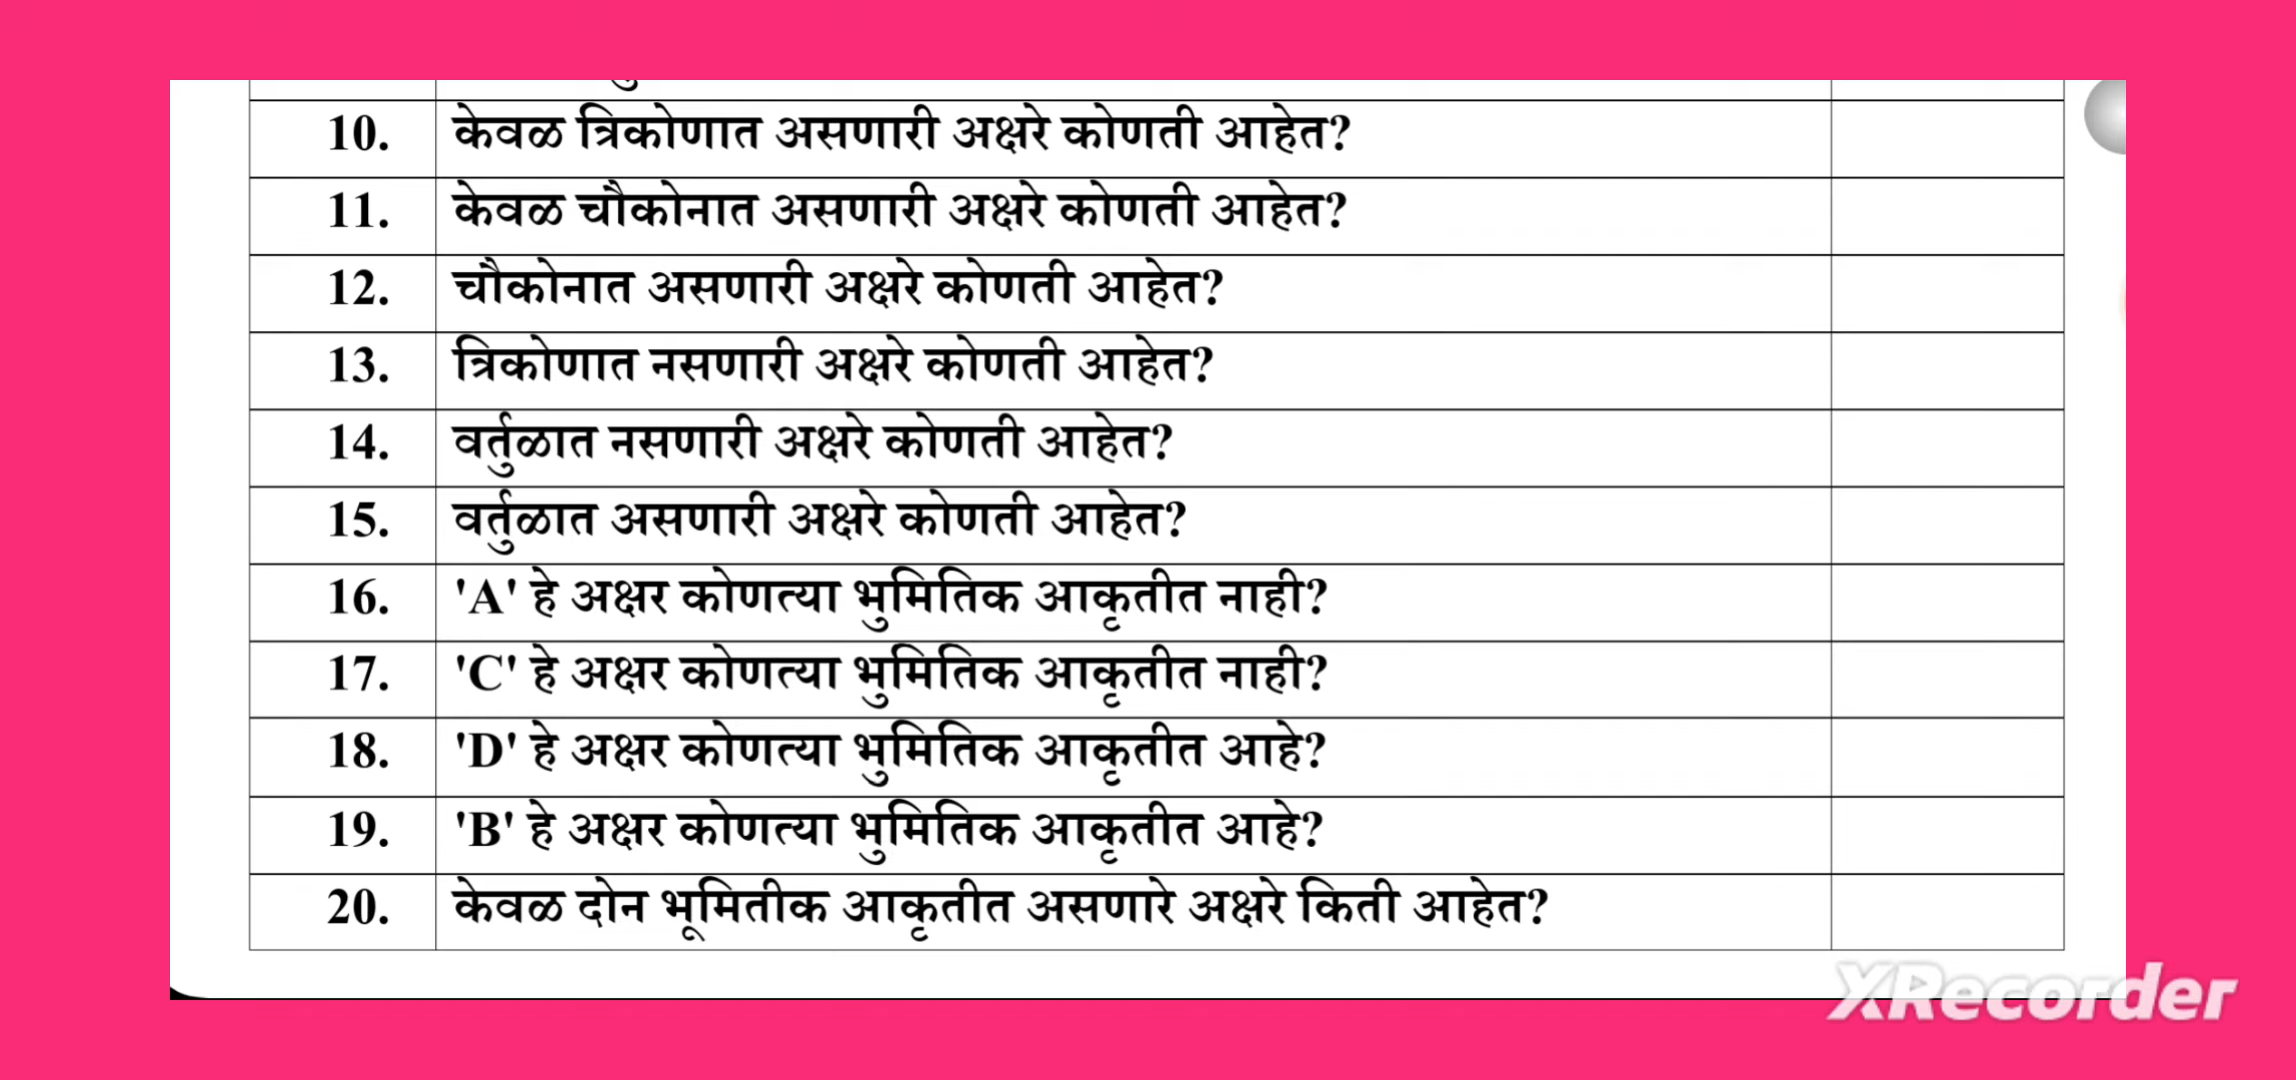 10. केवळ त्रिकोणात असणारी अक्षरे कोणती आहेत?
11. केवळ चौकोनात असणारी अक्षरे कोणती आहेत?
12. चौकोनात असणारी अक्षरे कोणती आहेत?
13. त्रिकोणात नसणारी अक्षरे कोणती आहेत?
14. वर्तुळात नसणारी अक्षरे कोणती आहेत?
15. वर्तुळात असणारी अक्षरे कोणती आहेत?
16. 'A' हे अक्षर कोणत्या भुमितिक आकृतीत नाही?
17. 'C' हे अक्षर कोणत्या भुमितिक आकृतीत नाही?
18. 'D' हे अक्षर कोणत्या भुमितिक आकृतीत आहे?
19. 'B' हे अक्षर कोणत्या भुमितिक आकृतीत आहे?
20. केवळ दोन भूमितीक आकृतीत असणारे अक्षरे किती आहेत?
XRecorder